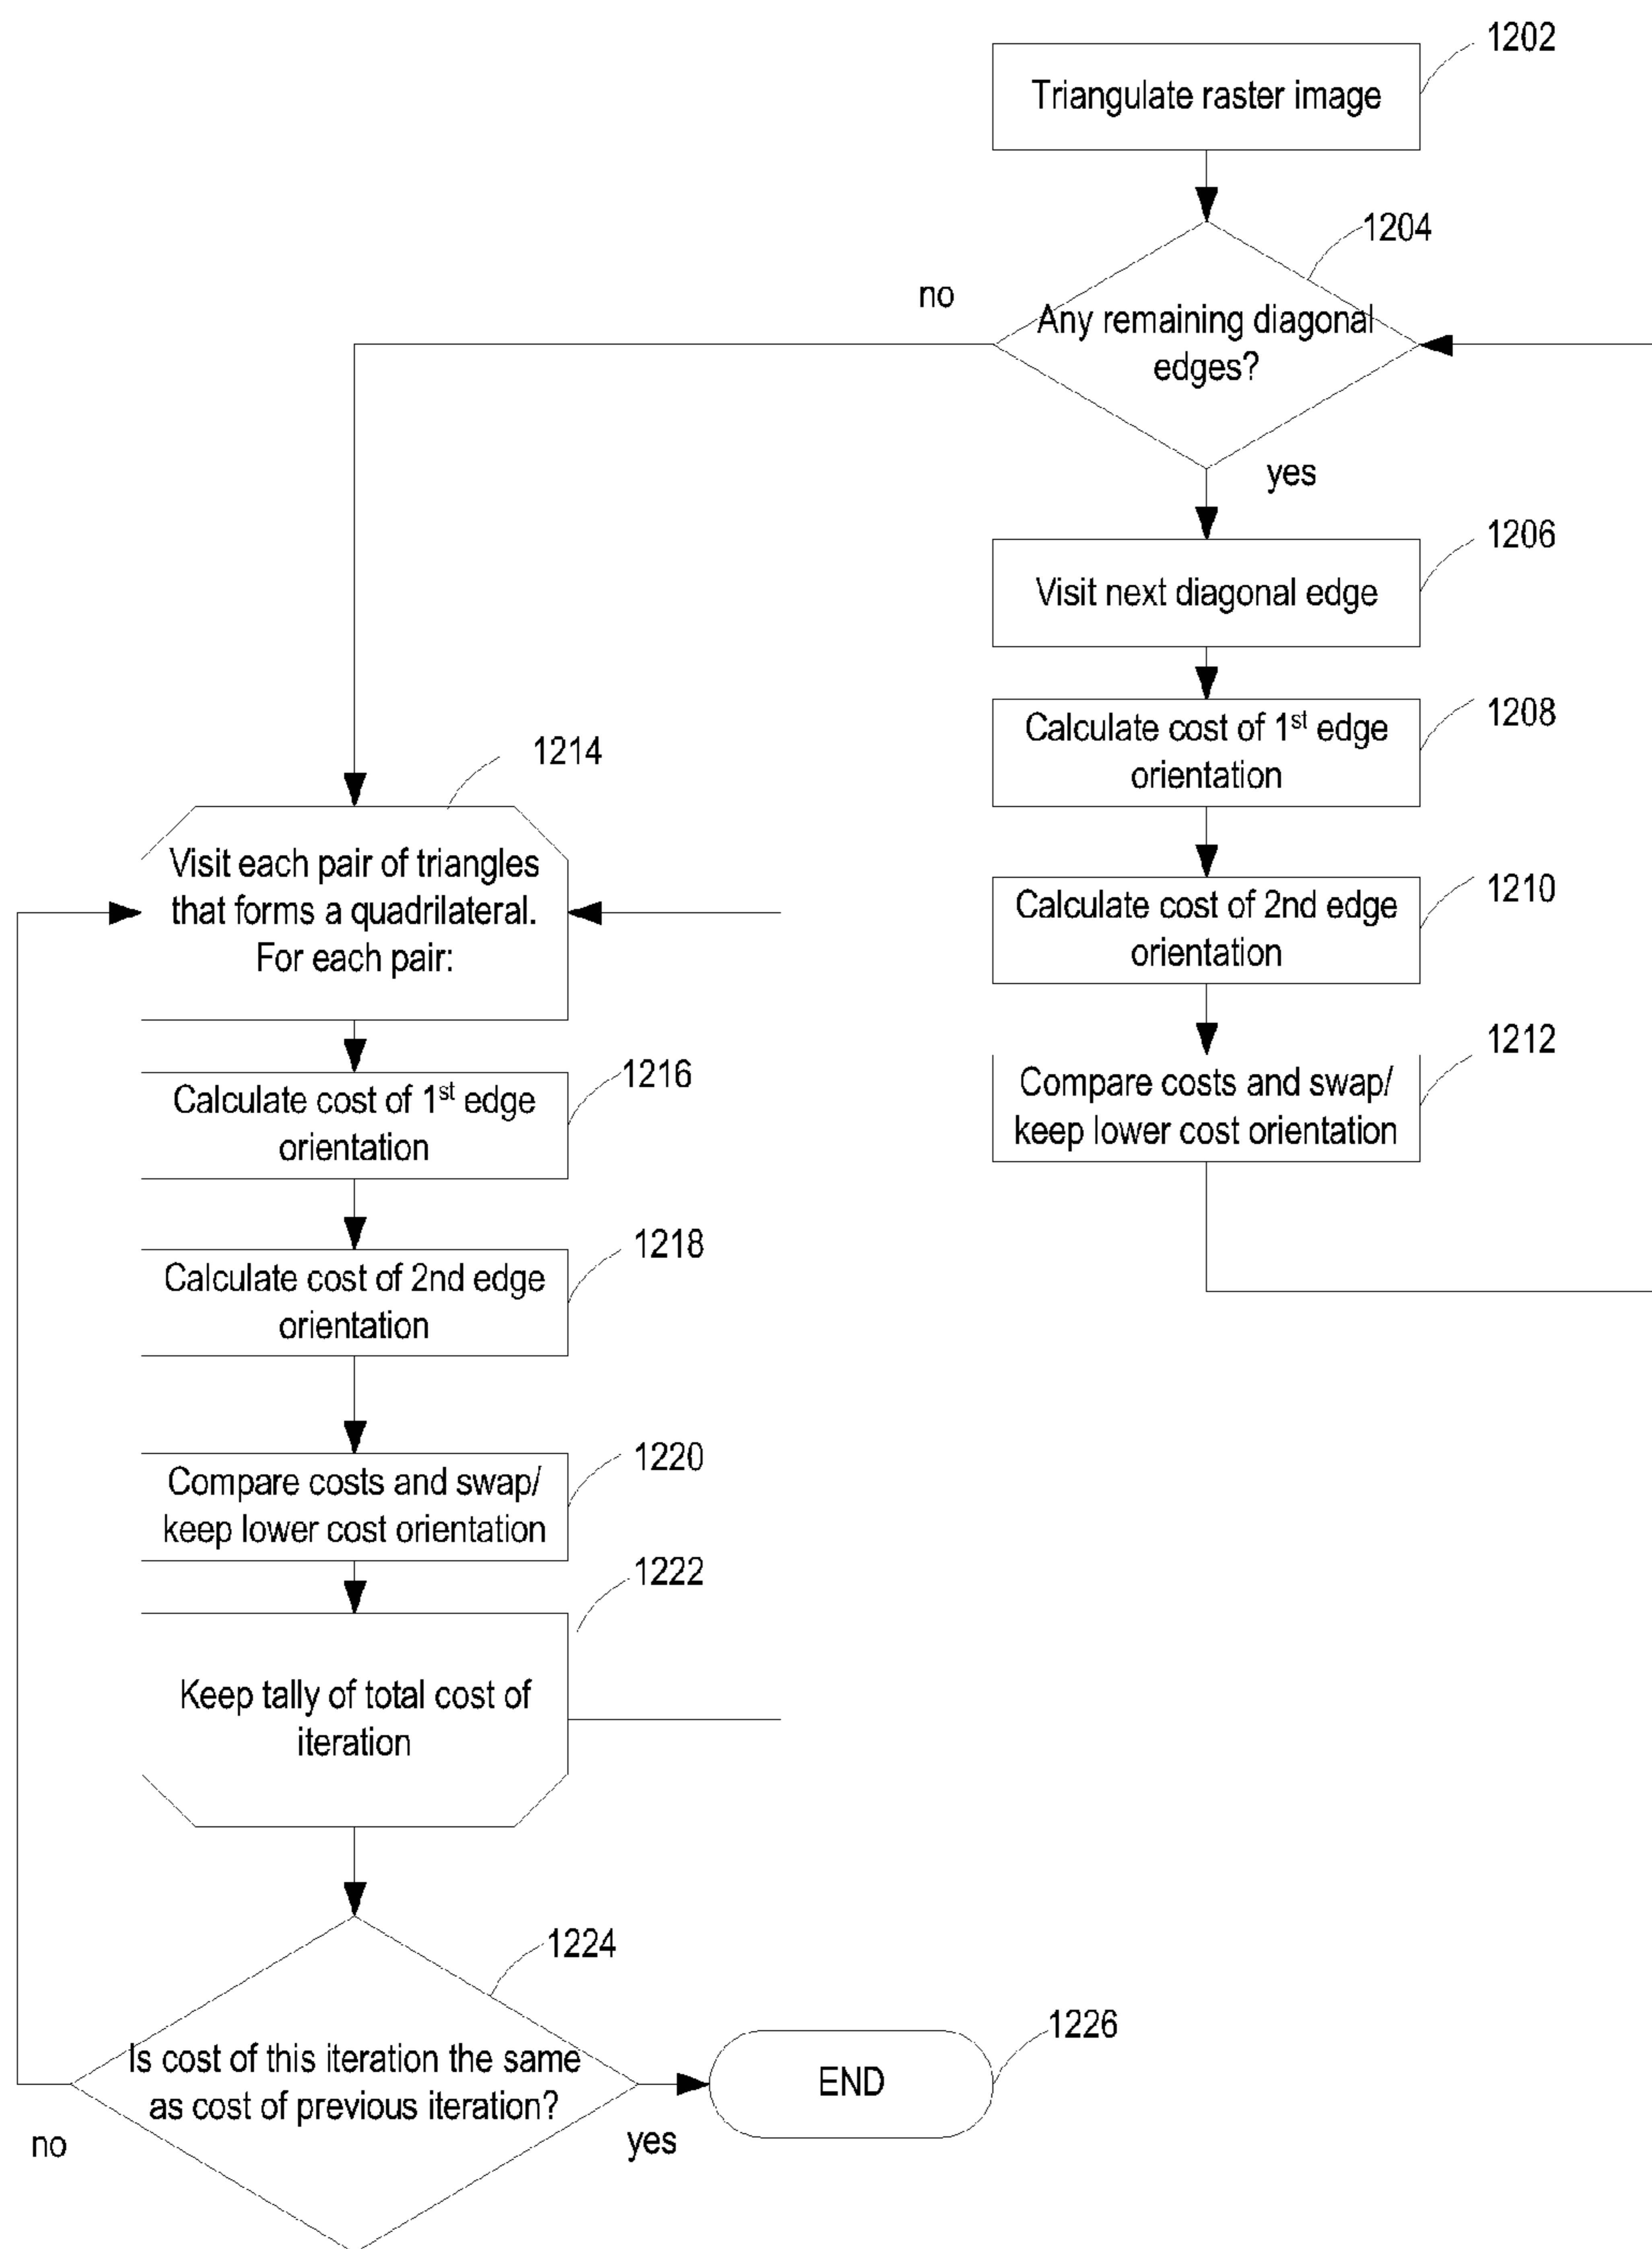 1202
Triangulate raster image
1204
no
Any remaining diagonal
edges?
yes
1206
Visit next diagonal edge
1208
Calculate cost of 1st edge
orientation
1210
Calculate cost of 2nd edge
orientation
1212
Compare costs and swap/
keep lower cost orientation
1214
Visit each pair of triangles
that forms a quadrilateral.
For each pair:
1216
Calculate cost of 1st edge
orientation
1218
Calculate cost of 2nd edge
orientation
1220
Compare costs and swap/
keep lower cost orientation
1222
Keep tally of total cost of
iteration
1224
Is cost of this iteration the same
as cost of previous iteration?
no
yes
1226
END